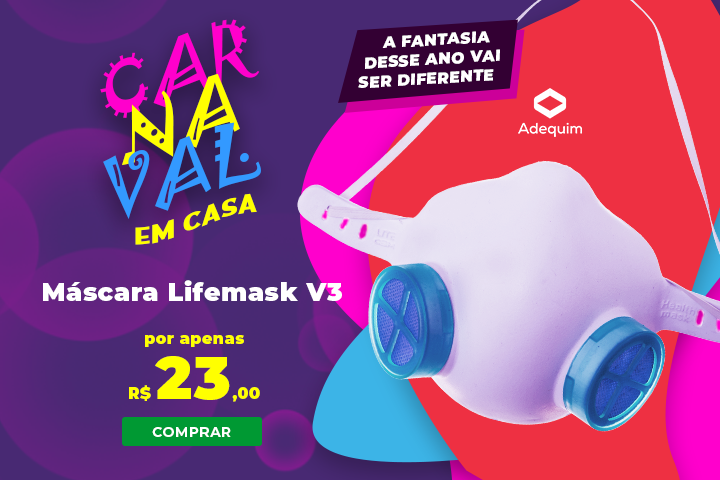 CAR
NA
VAL
EM CASA
A FANTASIA
DESSE ANO VAI
SER DIFERENTE
Adequim
Máscara Lifemask V3
por apenas
R$ 23,00
COMPRAR